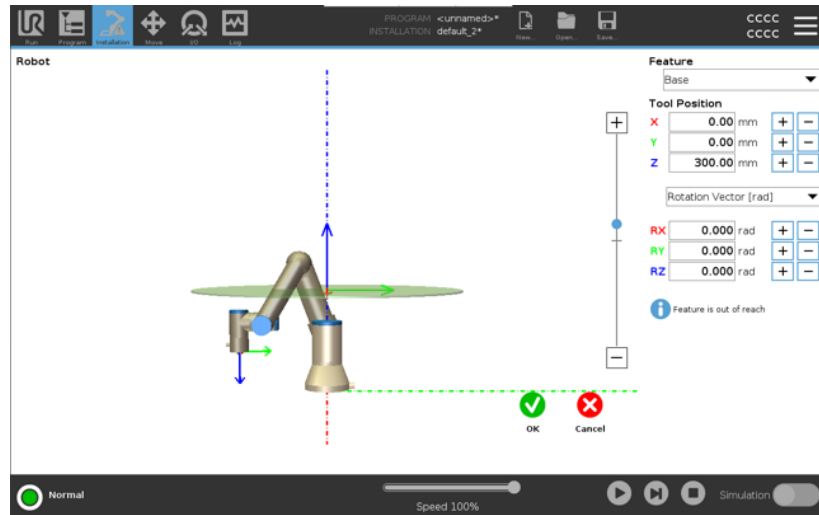 UR
PROGRAM <unnamed>*
INSTALLATION default_2*
cccc
cccc
Run Program Installation Move I/O Log New... Open... Save...
Robot
Feature
Base
Tool Position
X 0.00 mm + −
Y 0.00 mm + −
Z 300.00 mm + −
Rotation Vector [rad]
RX 0.000 rad + −
RY 0.000 rad + −
RZ 0.000 rad + −
i Feature is out of reach
+
−
OK Cancel
Normal
Speed 100%
Simulation